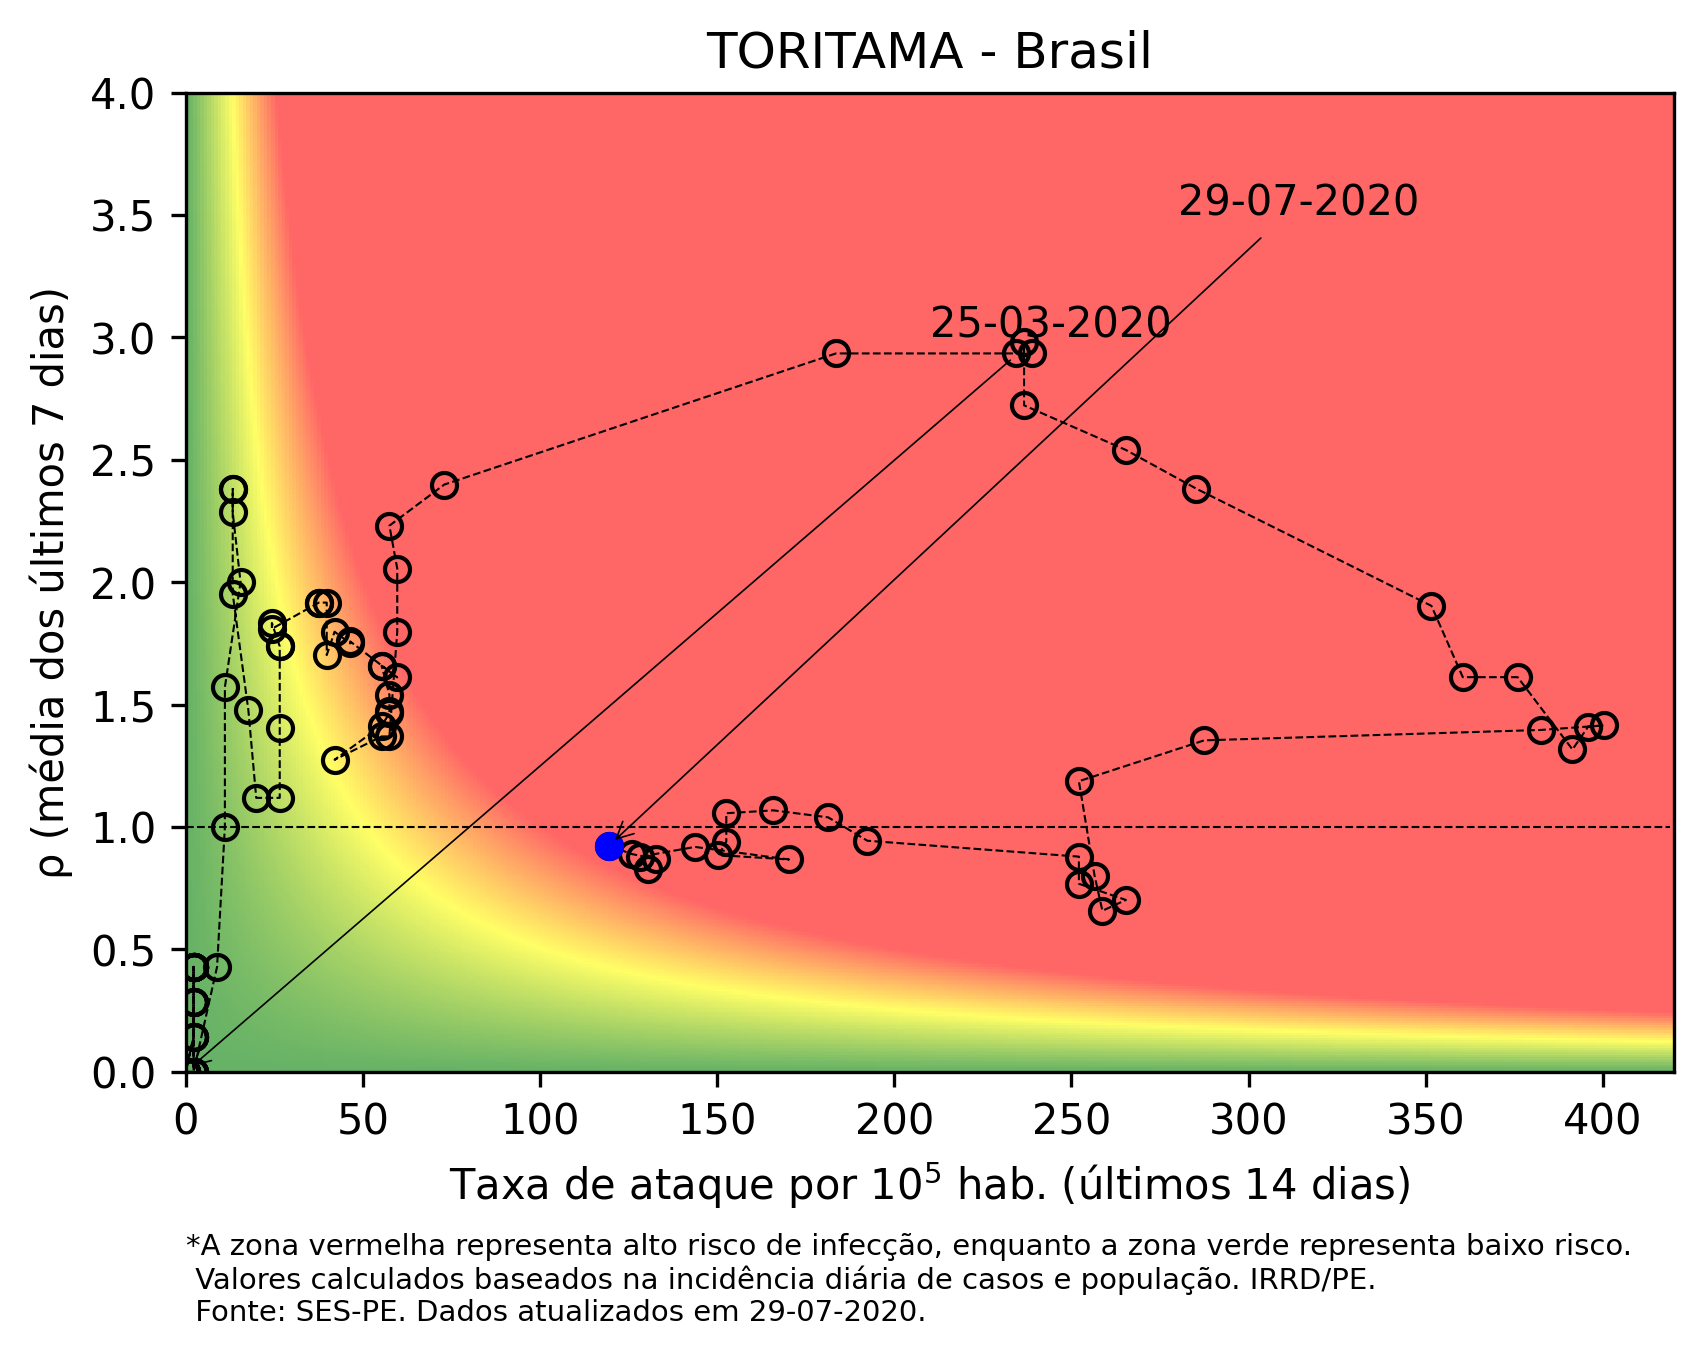 TORITAMA - Brasil
4.0
3.5
3.0
2.5
2.0
1.5
1.0
0.5
0.0
ρ (média dos últimos 7 dias)
29-07-2020
25-03-2020
0 50 100 150 200 250 300 350 400
Taxa de ataque por 10⁵ hab. (últimos 14 dias)
*A zona vermelha representa alto risco de infecção, enquanto a zona verde representa baixo risco.
Valores calculados baseados na incidência diária de casos e população. IRRD/PE.
Fonte: SES-PE. Dados atualizados em 29-07-2020.